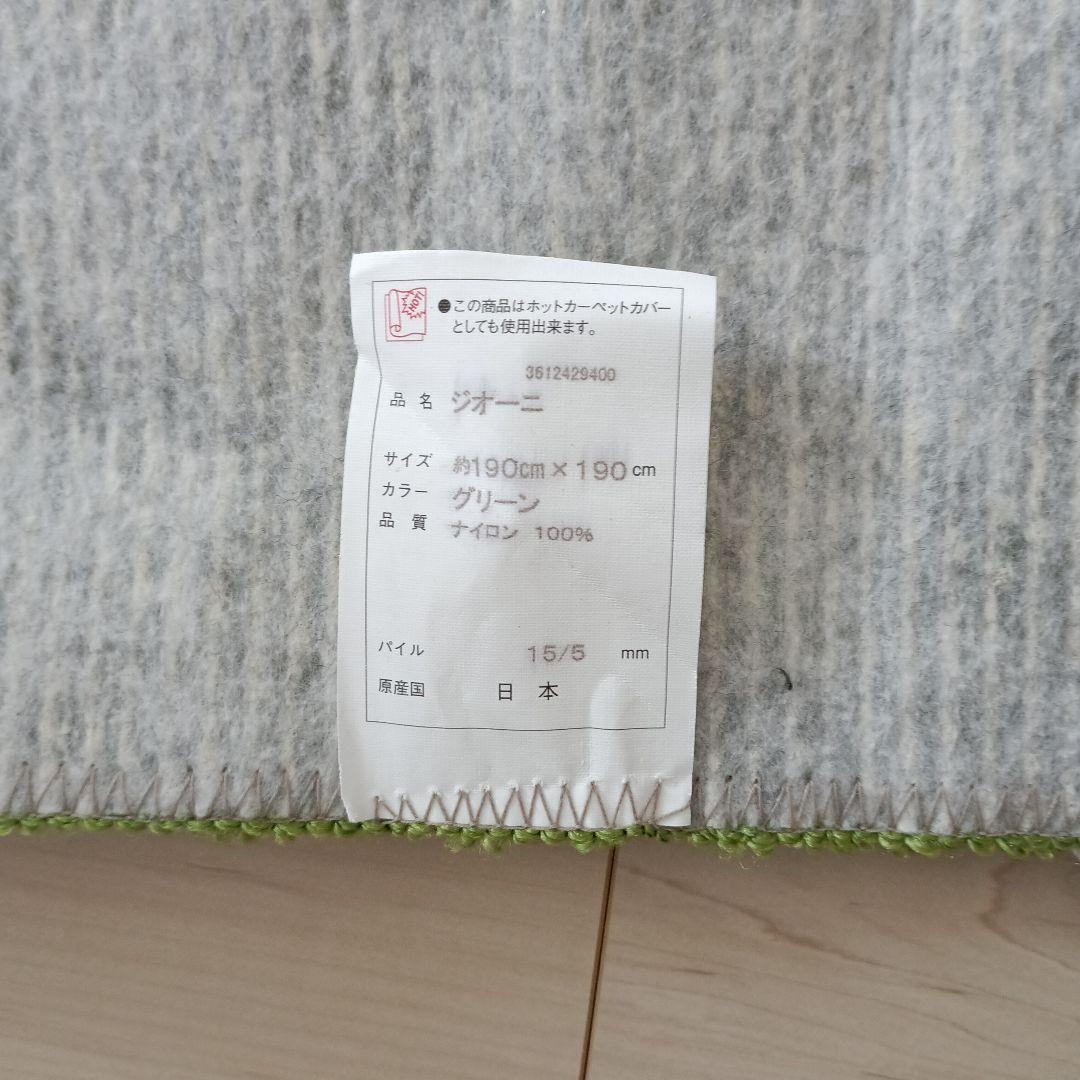 HOT!
●この商品はホットカーペットカバー
としても使用出来ます。
3612429400
品名 ジオーニ
サイズ 約190cm×190cm
カラー グリーン
品質 ナイロン 100%
パイル 15/5 mm
原産国 日本